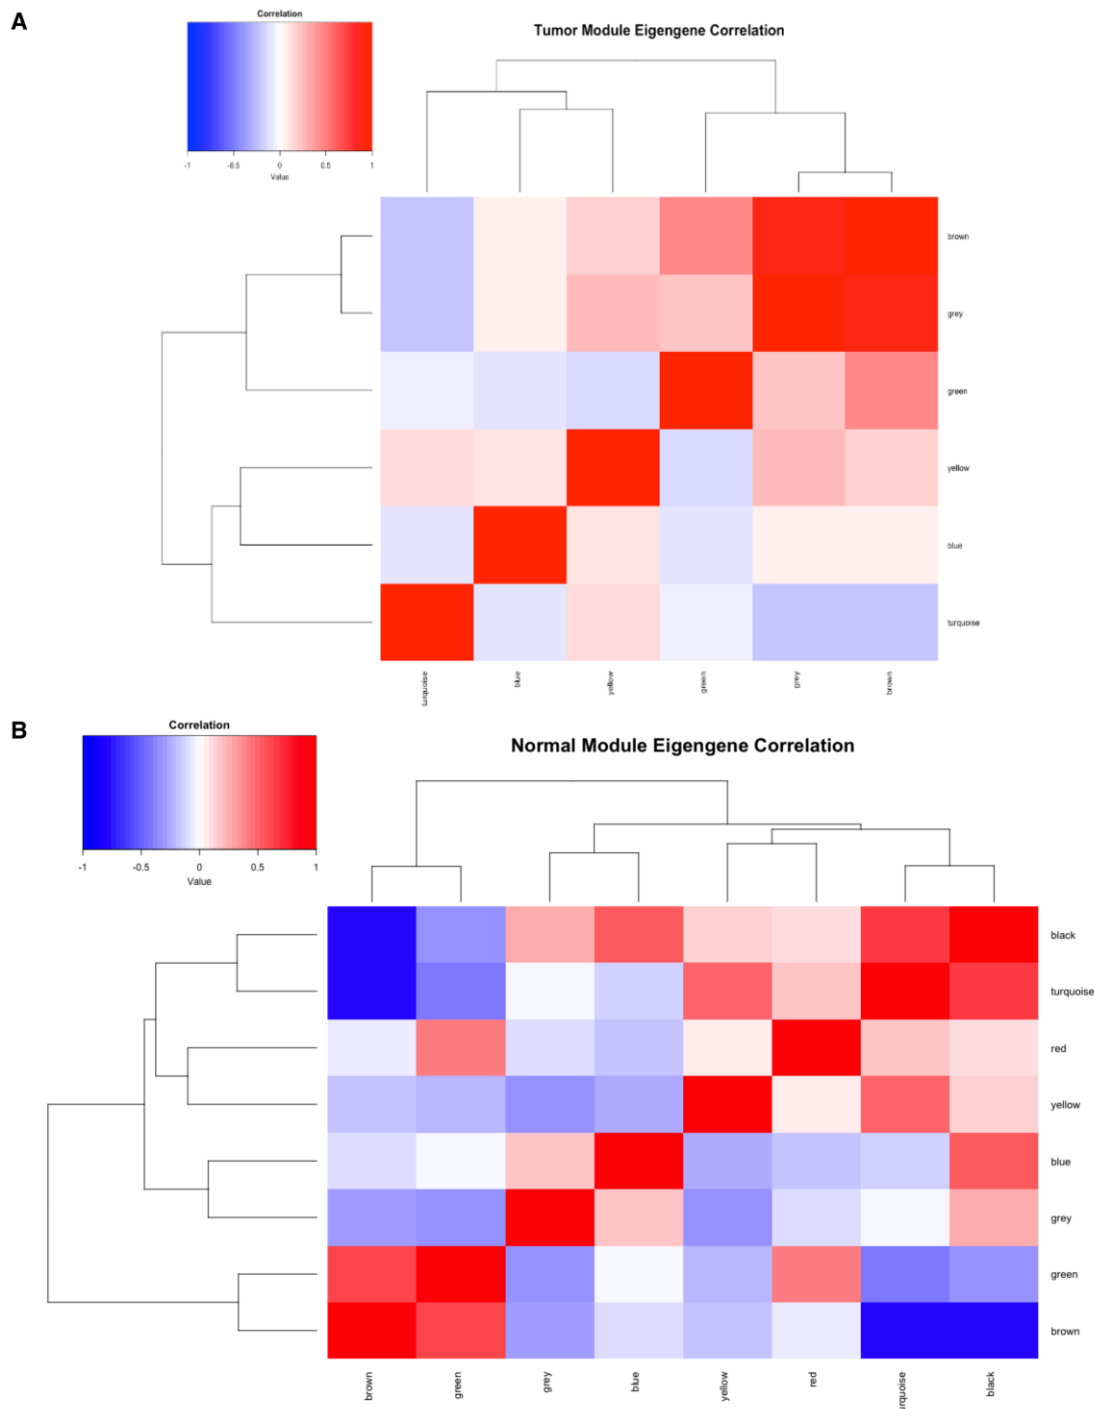 A
Correlation
-1 -0.5 0 0.5 1
Value
Tumor Module Eigengene Correlation
brown
grey
green
yellow
blue
turquoise
turquoise blue yellow green grey brown
B
Correlation
-1 -0.5 0 0.5 1
Value
Normal Module Eigengene Correlation
black
turquoise
red
yellow
blue
grey
green
brown
brown green grey blue yellow red urquoise black